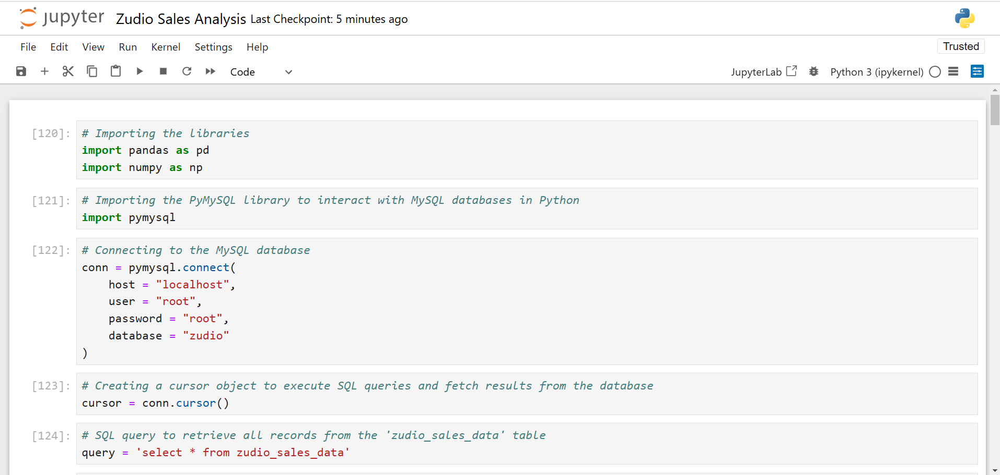 jupyter Zudio Sales Analysis Last Checkpoint: 5 minutes ago
File Edit View Run Kernel Settings Help Trusted
Code JupyterLab Python 3 (ipykernel)
[120]: # Importing the libraries
import pandas as pd
import numpy as np
[121]: # Importing the PyMySQL library to interact with MySQL databases in Python
import pymysql
[122]: # Connecting to the MySQL database
conn = pymysql.connect(
    host = "localhost",
    user = "root",
    password = "root",
    database = "zudio"
)
[123]: # Creating a cursor object to execute SQL queries and fetch results from the database
cursor = conn.cursor()
[124]: # SQL query to retrieve all records from the 'zudio_sales_data' table
query = 'select * from zudio_sales_data'